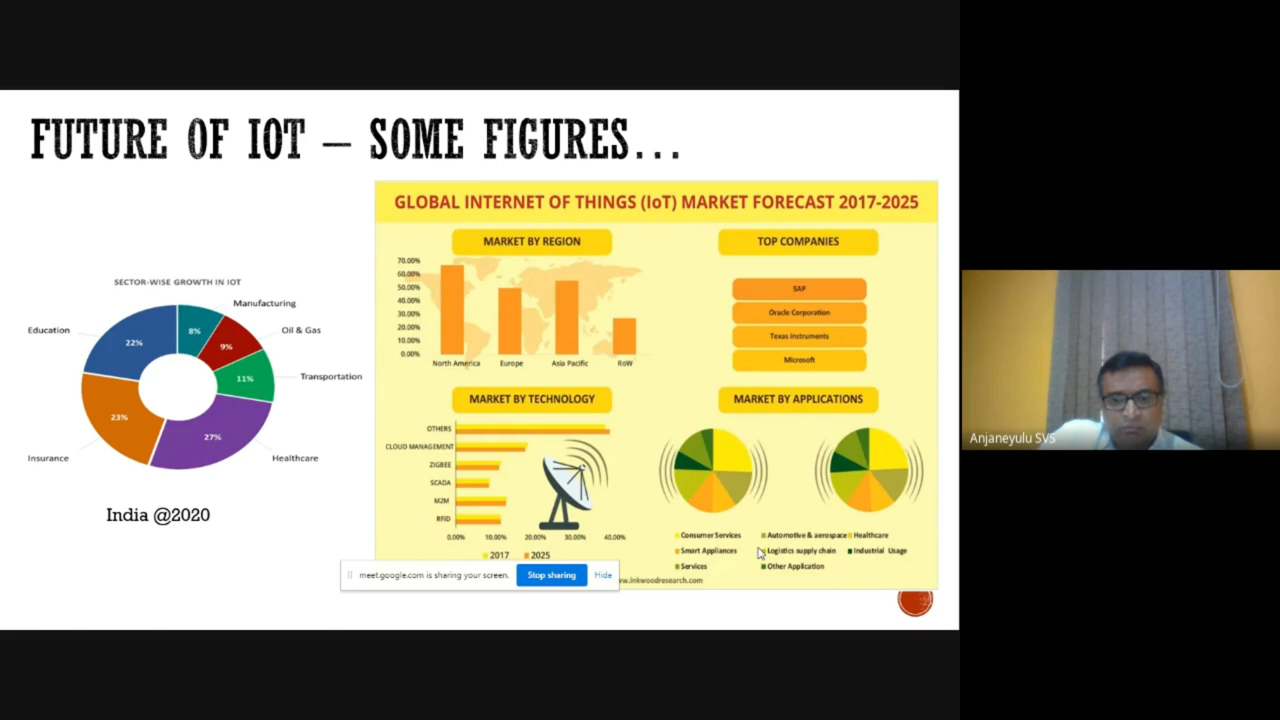 FUTURE OF IOT – SOME FIGURES...
SECTOR-WISE GROWTH IN IOT
Manufacturing
8%
Oil & Gas
9%
Transportation
11%
Healthcare
27%
Insurance
23%
Education
22%
India @2020
GLOBAL INTERNET OF THINGS (IoT) MARKET FORECAST 2017-2025
MARKET BY REGION
70.00%
60.00%
50.00%
40.00%
30.00%
20.00%
10.00%
0.00%
North America Europe Asia Pacific RoW
TOP COMPANIES
SAP
Oracle Corporation
Texas Instruments
Microsoft
MARKET BY TECHNOLOGY
OTHERS
CLOUD MANAGEMENT
ZIGBEE
SCADA
M2M
RFID
0.00% 10.00% 20.00% 30.00% 40.00%
2017 2025
MARKET BY APPLICATIONS
Consumer Services Automotive & aerospace Healthcare
Smart Appliances Logistics supply chain Industrial Usage
Services Other Application
meet.google.com is sharing your screen. Stop sharing Hide
w.inkwoodresearch.com
Anjaneyulu SVS